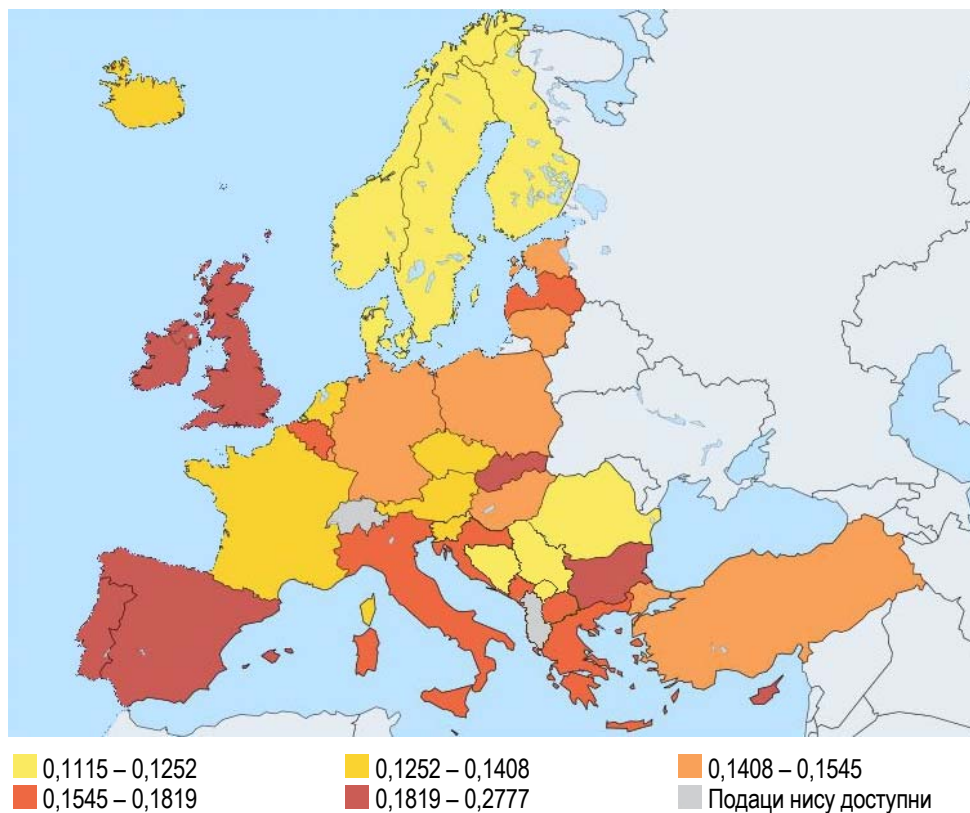 0,1115 – 0,1252
0,1252 – 0,1408
0,1408 – 0,1545
0,1545 – 0,1819
0,1819 – 0,2777
Подаци нису доступни